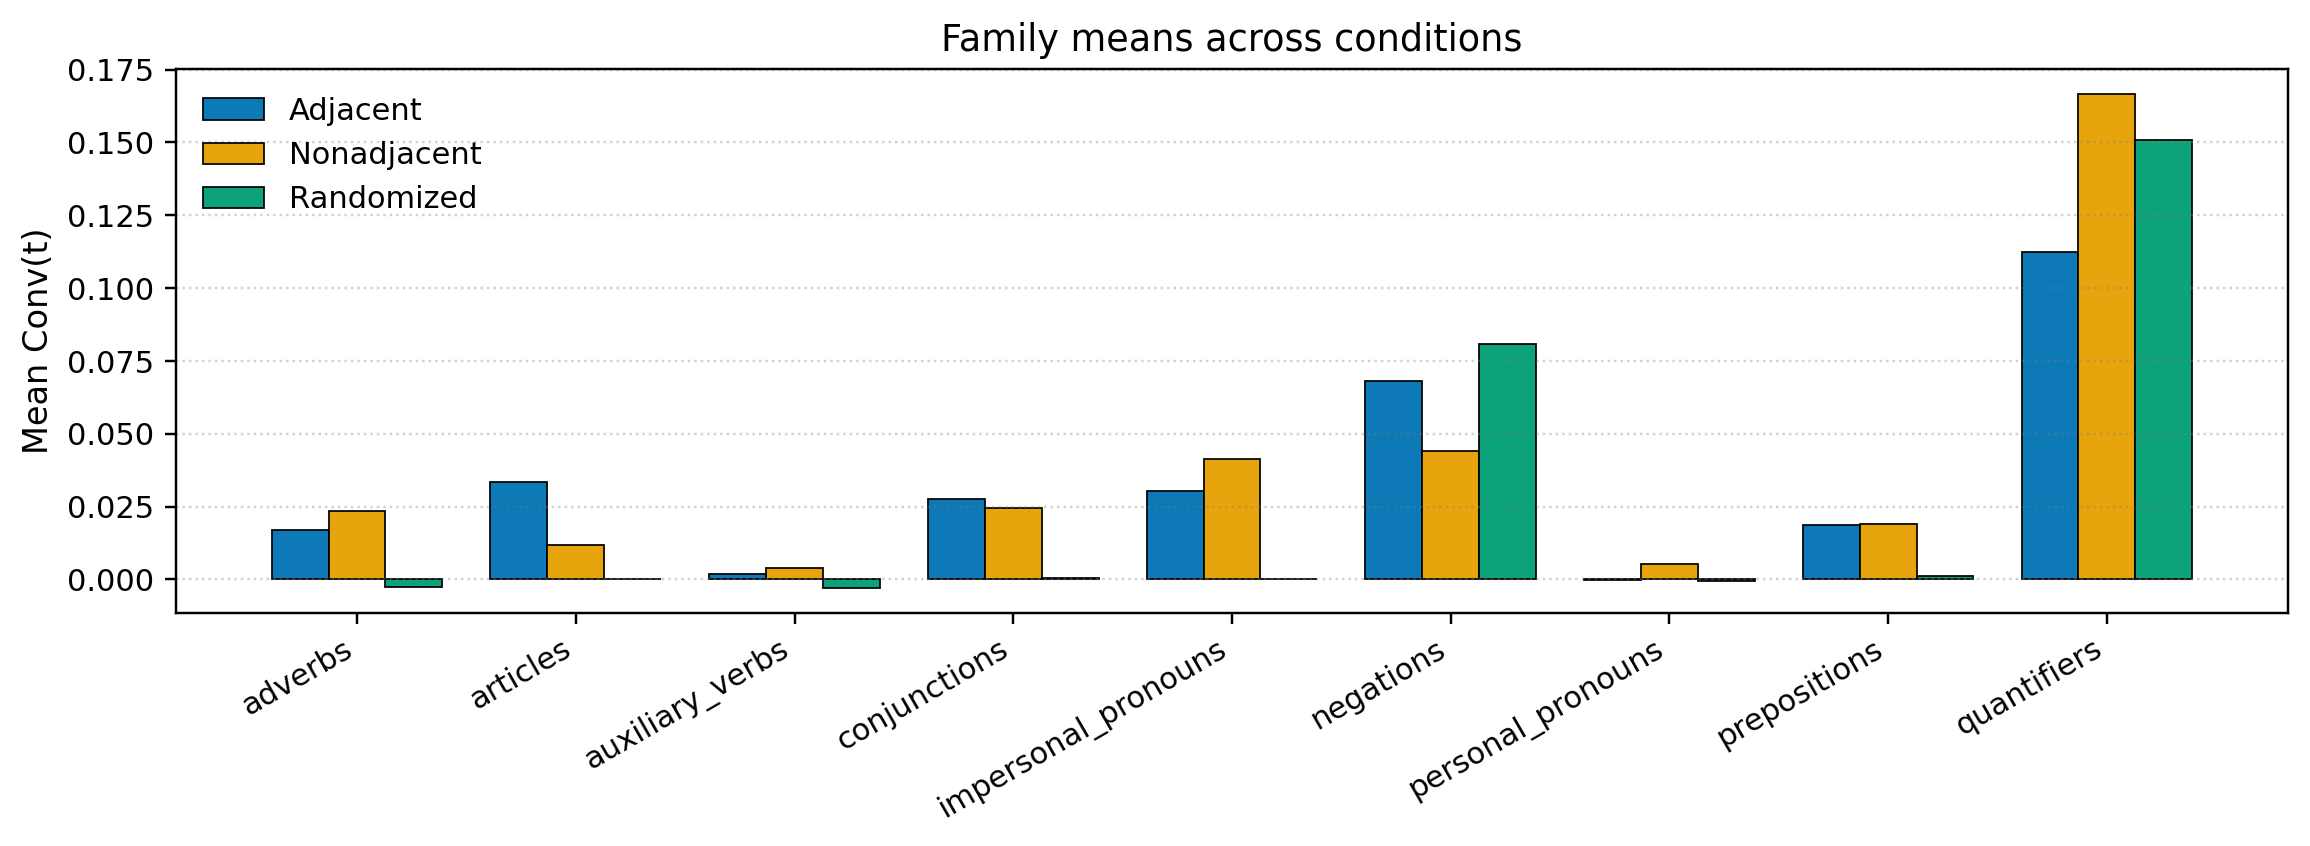 Family means across conditions
Adjacent
Nonadjacent
Randomized
Mean Conv(t)
0.175
0.150
0.125
0.100
0.075
0.050
0.025
0.000
adverbs
articles
auxiliary_verbs
conjunctions
impersonal_pronouns
negations
personal_pronouns
prepositions
quantifiers